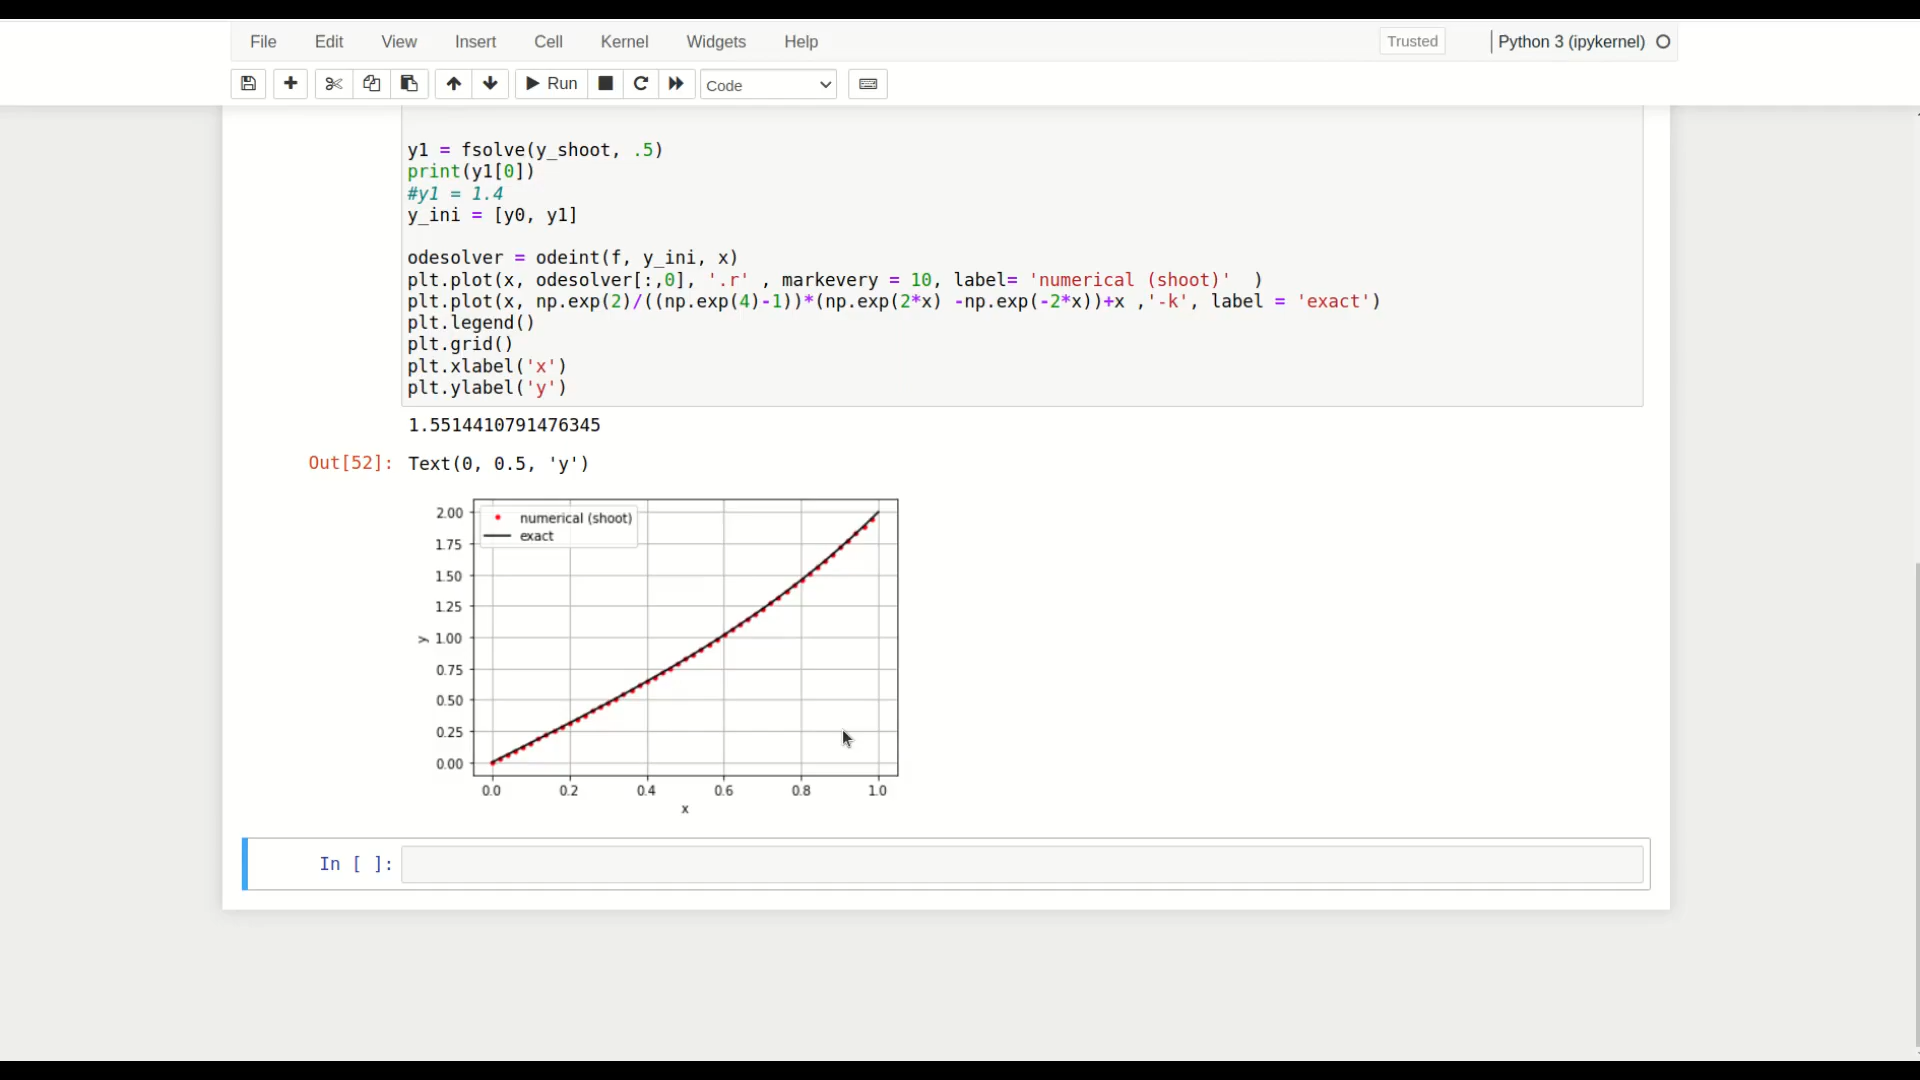 File Edit View Insert Cell Kernel Widgets Help Trusted Python 3 (ipykernel)
Run Code
y1 = fsolve(y_shoot, .5)
print(y1[0])
#y1 = 1.4
y_ini = [y0, y1]
odesolver = odeint(f, y_ini, x)
plt.plot(x, odesolver[:,0], '.r' , markevery = 10, label= 'numerical (shoot)'  )
plt.plot(x, np.exp(2)/((np.exp(4)-1))*(np.exp(2*x) -np.exp(-2*x))+x ,'-k', label = 'exact')
plt.legend()
plt.grid()
plt.xlabel('x')
plt.ylabel('y')
1.5514410791476345
Out[52]: Text(0, 0.5, 'y')
numerical (shoot)
exact
2.00
1.75
1.50
1.25
1.00
0.75
0.50
0.25
0.00
y
0.0 0.2 0.4 0.6 0.8 1.0
x
In [ ]: